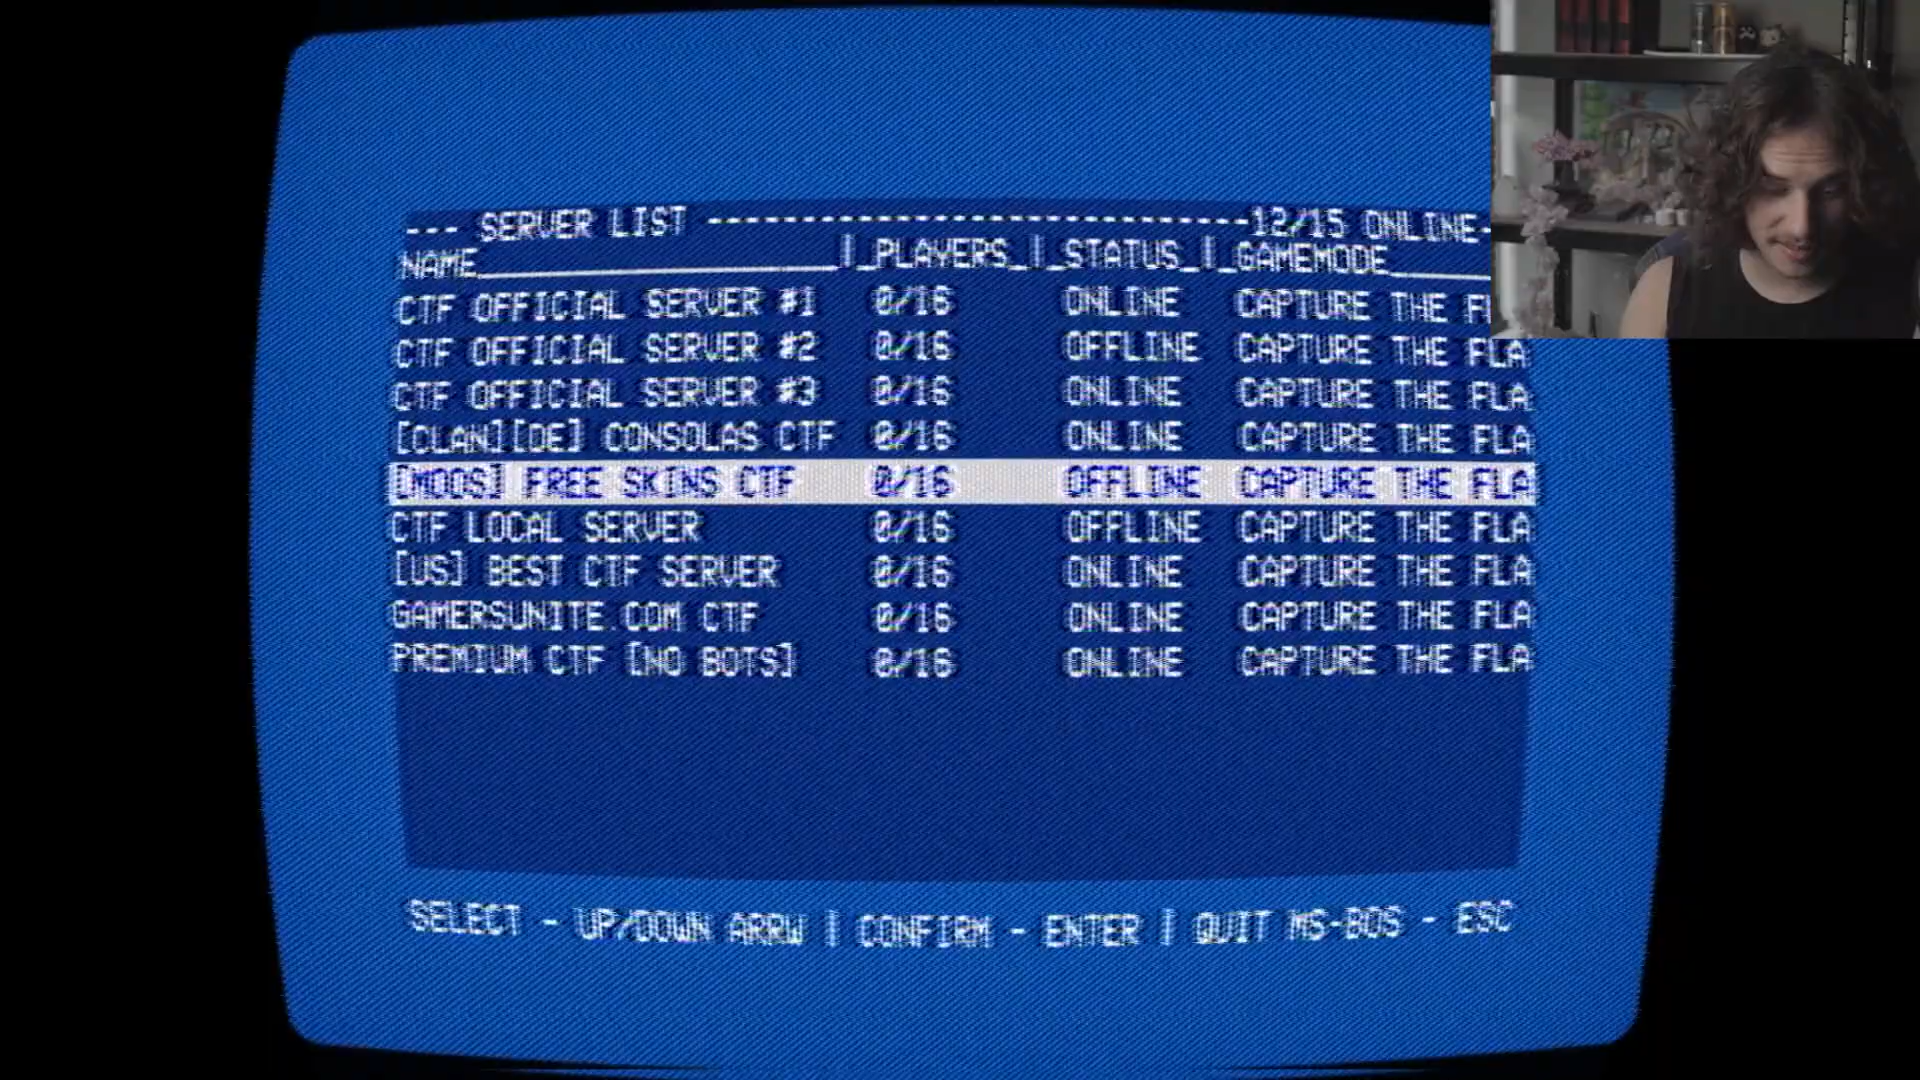 --- SERVER LIST -----------------------------12/15 ONLINE-
NAME___________________|_PLAYERS_|_STATUS_|_GAMEMODE______
CTF OFFICIAL SERVER #1 0/16 ONLINE CAPTURE THE FL
CTF OFFICIAL SERVER #2 0/16 OFFLINE CAPTURE THE FLA
CTF OFFICIAL SERVER #3 0/16 ONLINE CAPTURE THE FLA
[CLAN][DE] CONSOLAS CTF 0/16 ONLINE CAPTURE THE FLA
[MODS] FREE SKINS CTF 0/16 OFFLINE CAPTURE THE FLA
CTF LOCAL SERVER 0/16 OFFLINE CAPTURE THE FLA
[US] BEST CTF SERVER 0/16 ONLINE CAPTURE THE FLA
GAMERSUNITE.COM CTF 0/16 ONLINE CAPTURE THE FLA
PREMIUM CTF [NO BOTS] 0/16 ONLINE CAPTURE THE FLA
SELECT - UP/DOWN ARRW | CONFIRM - ENTER | QUIT MS-BOS - ESC